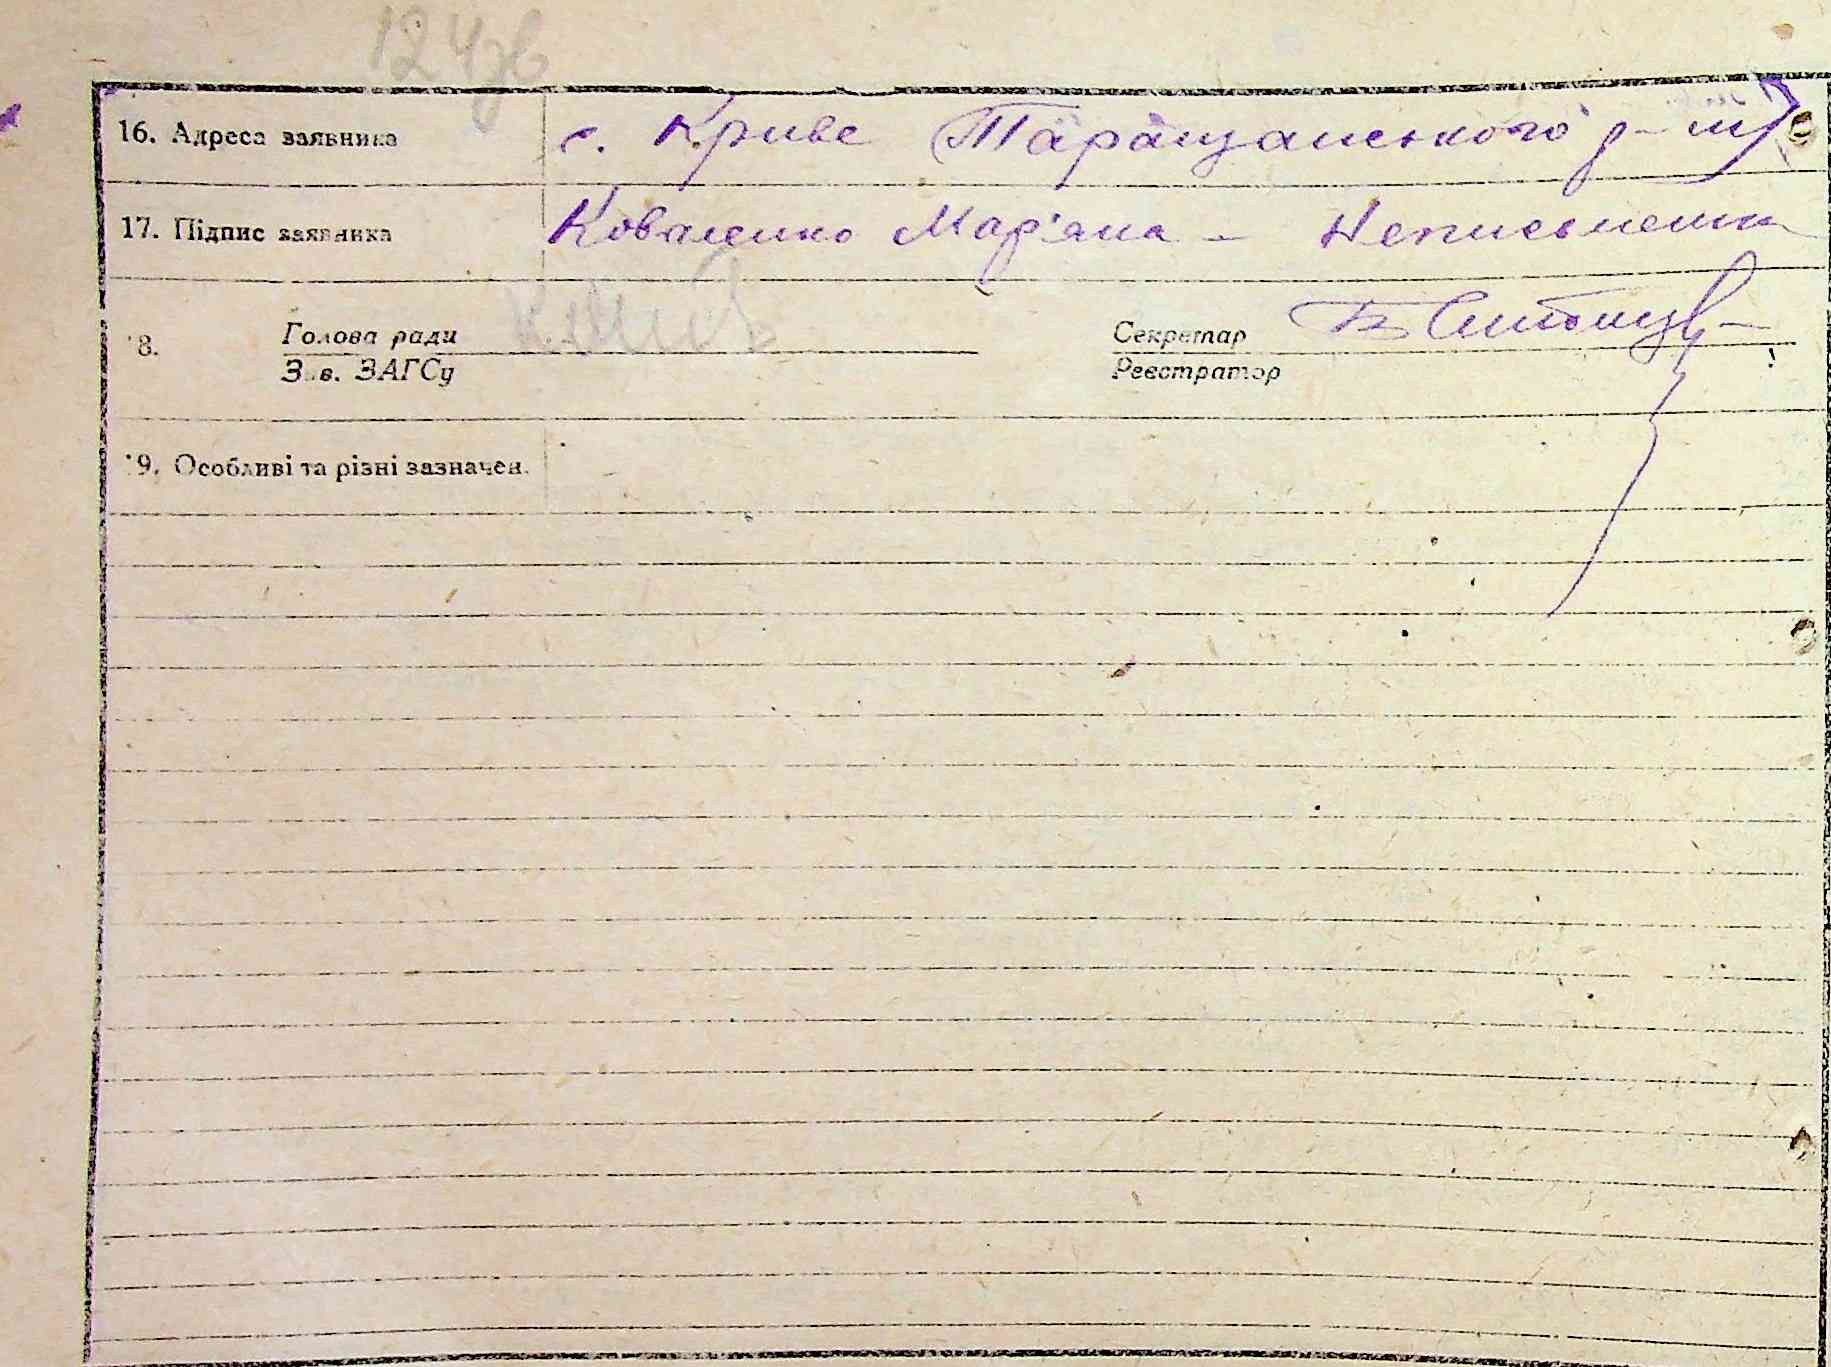 124зв
16. Адреса заявника с. Криве Таращанського р-ну
17. Підпис заявника Коваленко Мар'яна - Неписьменна
18. Голова ради Секретар
Зав. ЗАГСу Реєстратор
19. Особливі та різні зазначен.